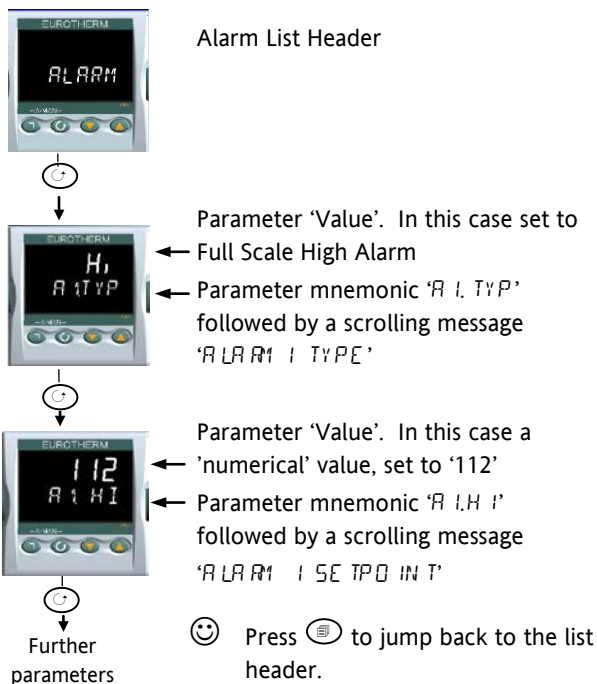 EUROTHERM
ALARM
Alarm List Header
EUROTHERM
HI
A1.TYP
Parameter 'Value'. In this case set to
Full Scale High Alarm
Parameter mnemonic 'A1.TYP'
followed by a scrolling message
'ALARM 1 TYPE'
EUROTHERM
112
A1.HI
Parameter 'Value'. In this case a
'numerical' value, set to '112'
Parameter mnemonic 'A1.HI'
followed by a scrolling message
'ALARM 1 SETPOINT'
Further
parameters
Press to jump back to the list
header.